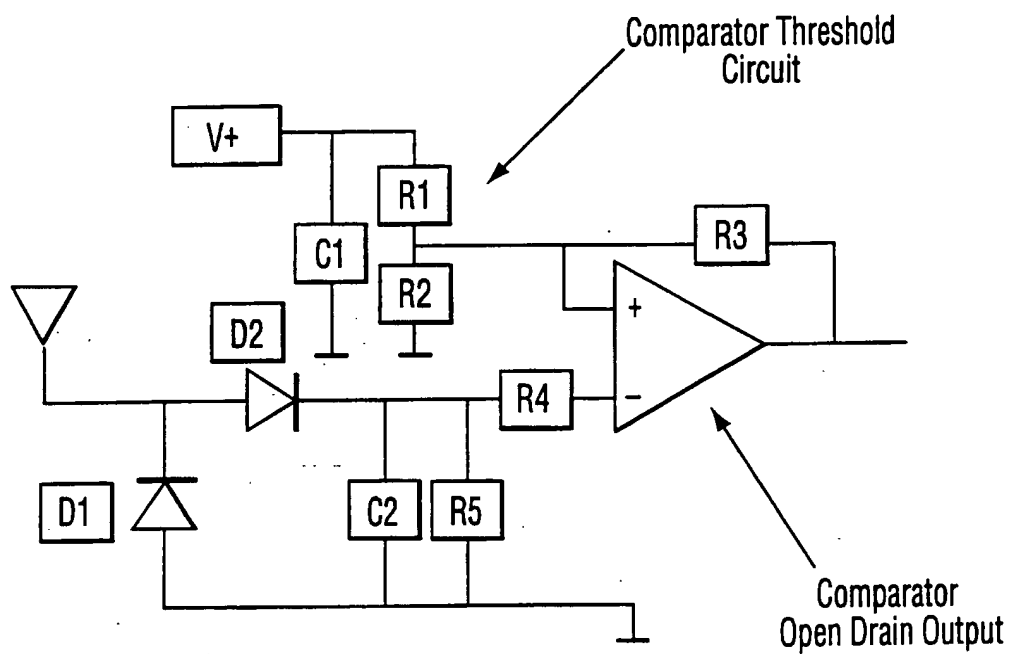 Comparator Threshold
Circuit
V+
R1
R3
C1
R2
+
D2
R4
−
D1
C2
R5
Comparator
Open Drain Output